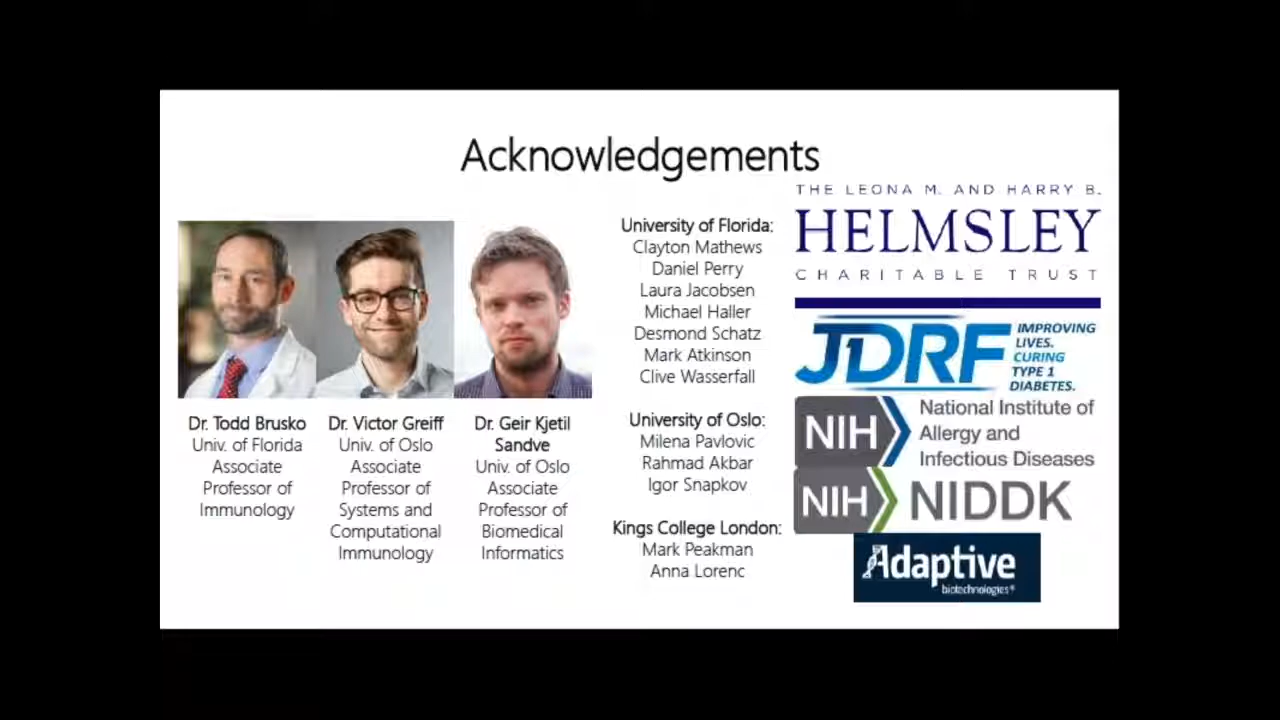 Acknowledgements
Dr. Todd Brusko
Univ. of Florida
Associate
Professor of
Immunology
Dr. Victor Greiff
Univ. of Oslo
Associate
Professor of
Systems and
Computational
Immunology
Dr. Geir Kjetil
Sandve
Univ. of Oslo
Associate
Professor of
Biomedical
Informatics
University of Florida:
Clayton Mathews
Daniel Perry
Laura Jacobsen
Michael Haller
Desmond Schatz
Mark Atkinson
Clive Wasserfall
University of Oslo:
Milena Pavlovic
Rahmad Akbar
Igor Snapkov
Kings College London:
Mark Peakman
Anna Lorenc
THE LEONA M. AND HARRY B.
HELMSLEY
CHARITABLE TRUST
JDRF
IMPROVING
LIVES.
CURING
TYPE 1
DIABETES.
NIH
National Institute of
Allergy and
Infectious Diseases
NIH NIDDK
Adaptive
biotechnologies®